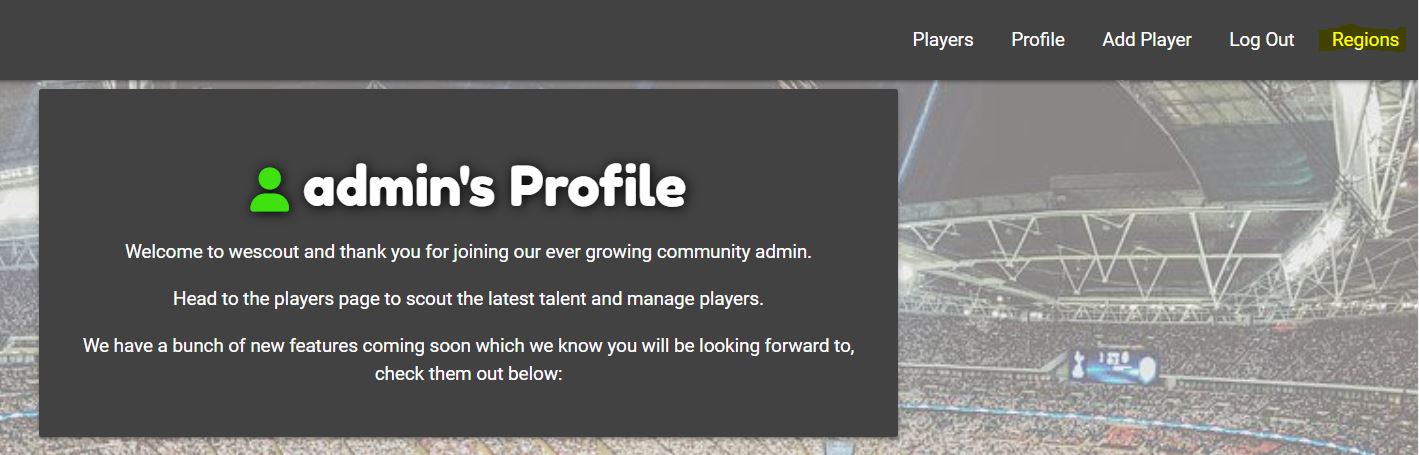 Players Profile Add Player Log Out Regions
admin's Profile
Welcome to wescout and thank you for joining our ever growing community admin.
Head to the players page to scout the latest talent and manage players.
We have a bunch of new features coming soon which we know you will be looking forward to,
check them out below: